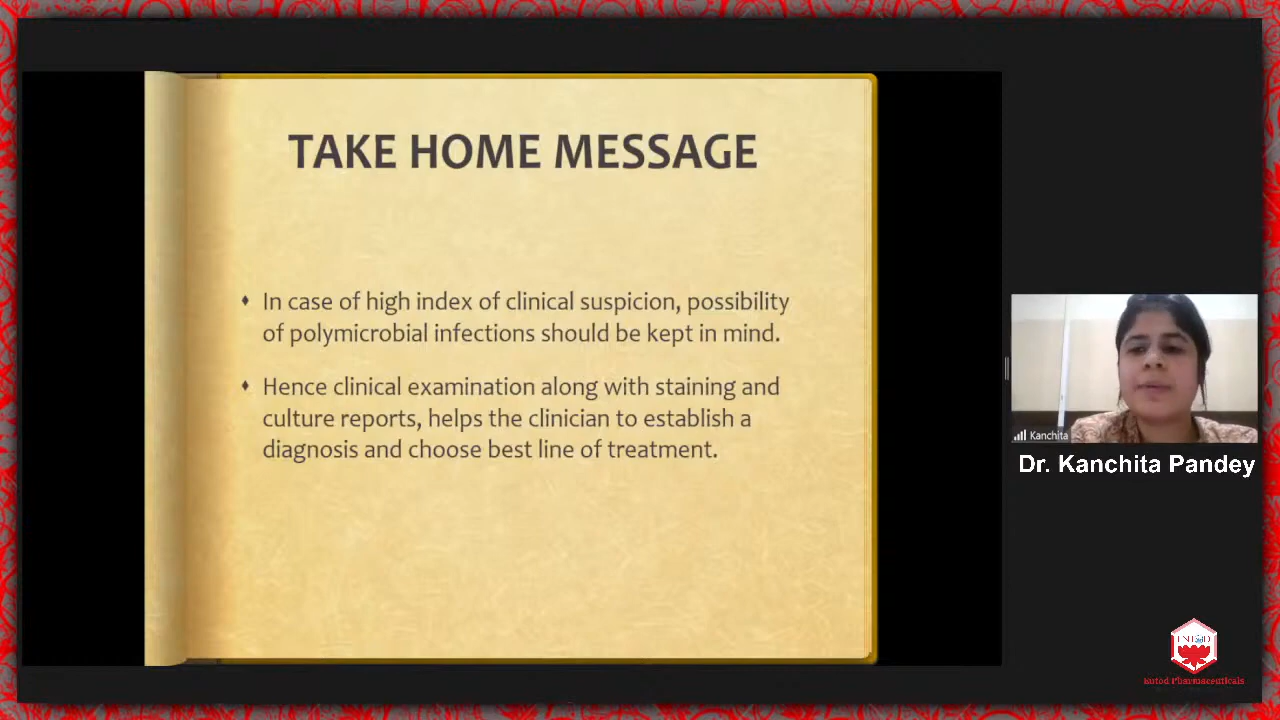 TAKE HOME MESSAGE
♦ In case of high index of clinical suspicion, possibility
of polymicrobial infections should be kept in mind.
♦ Hence clinical examination along with staining and
culture reports, helps the clinician to establish a
diagnosis and choose best line of treatment.
Kanchita
Dr. Kanchita Pandey
Entod Pharmaceuticals